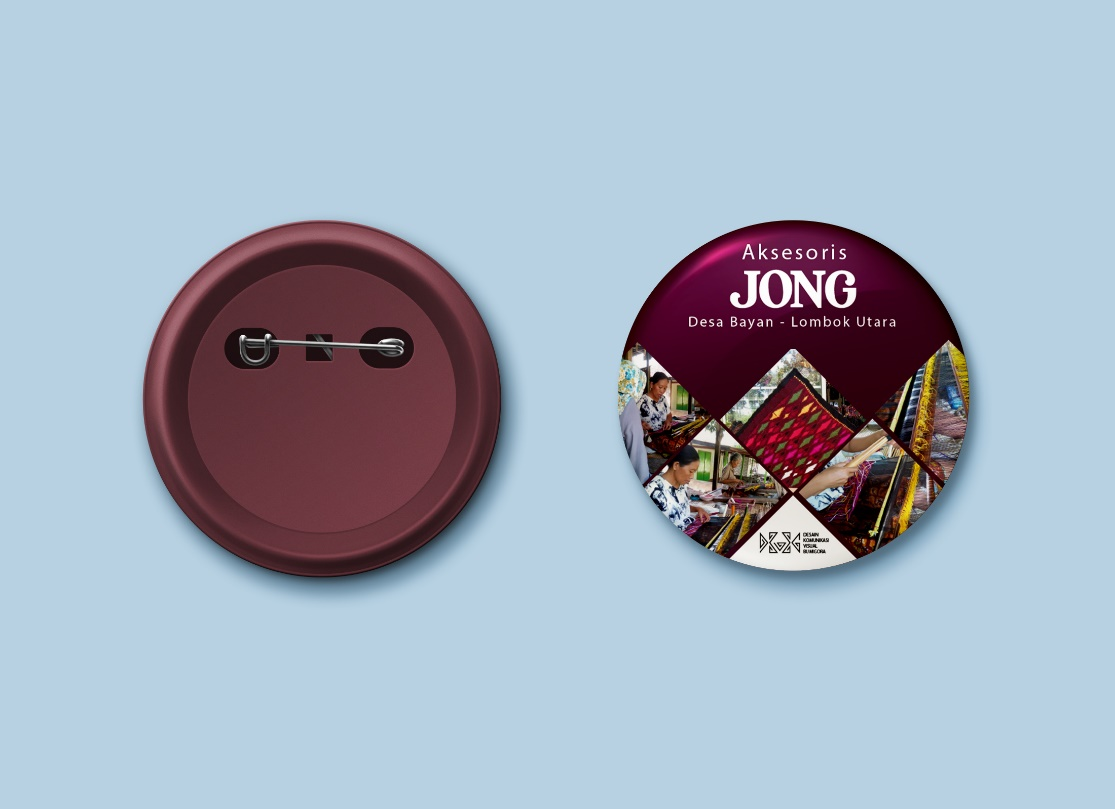 Aksesoris
JONG
Desa Bayan - Lombok Utara
DESAIN
KOMUNIKASI
VISUAL
BUMIGORA